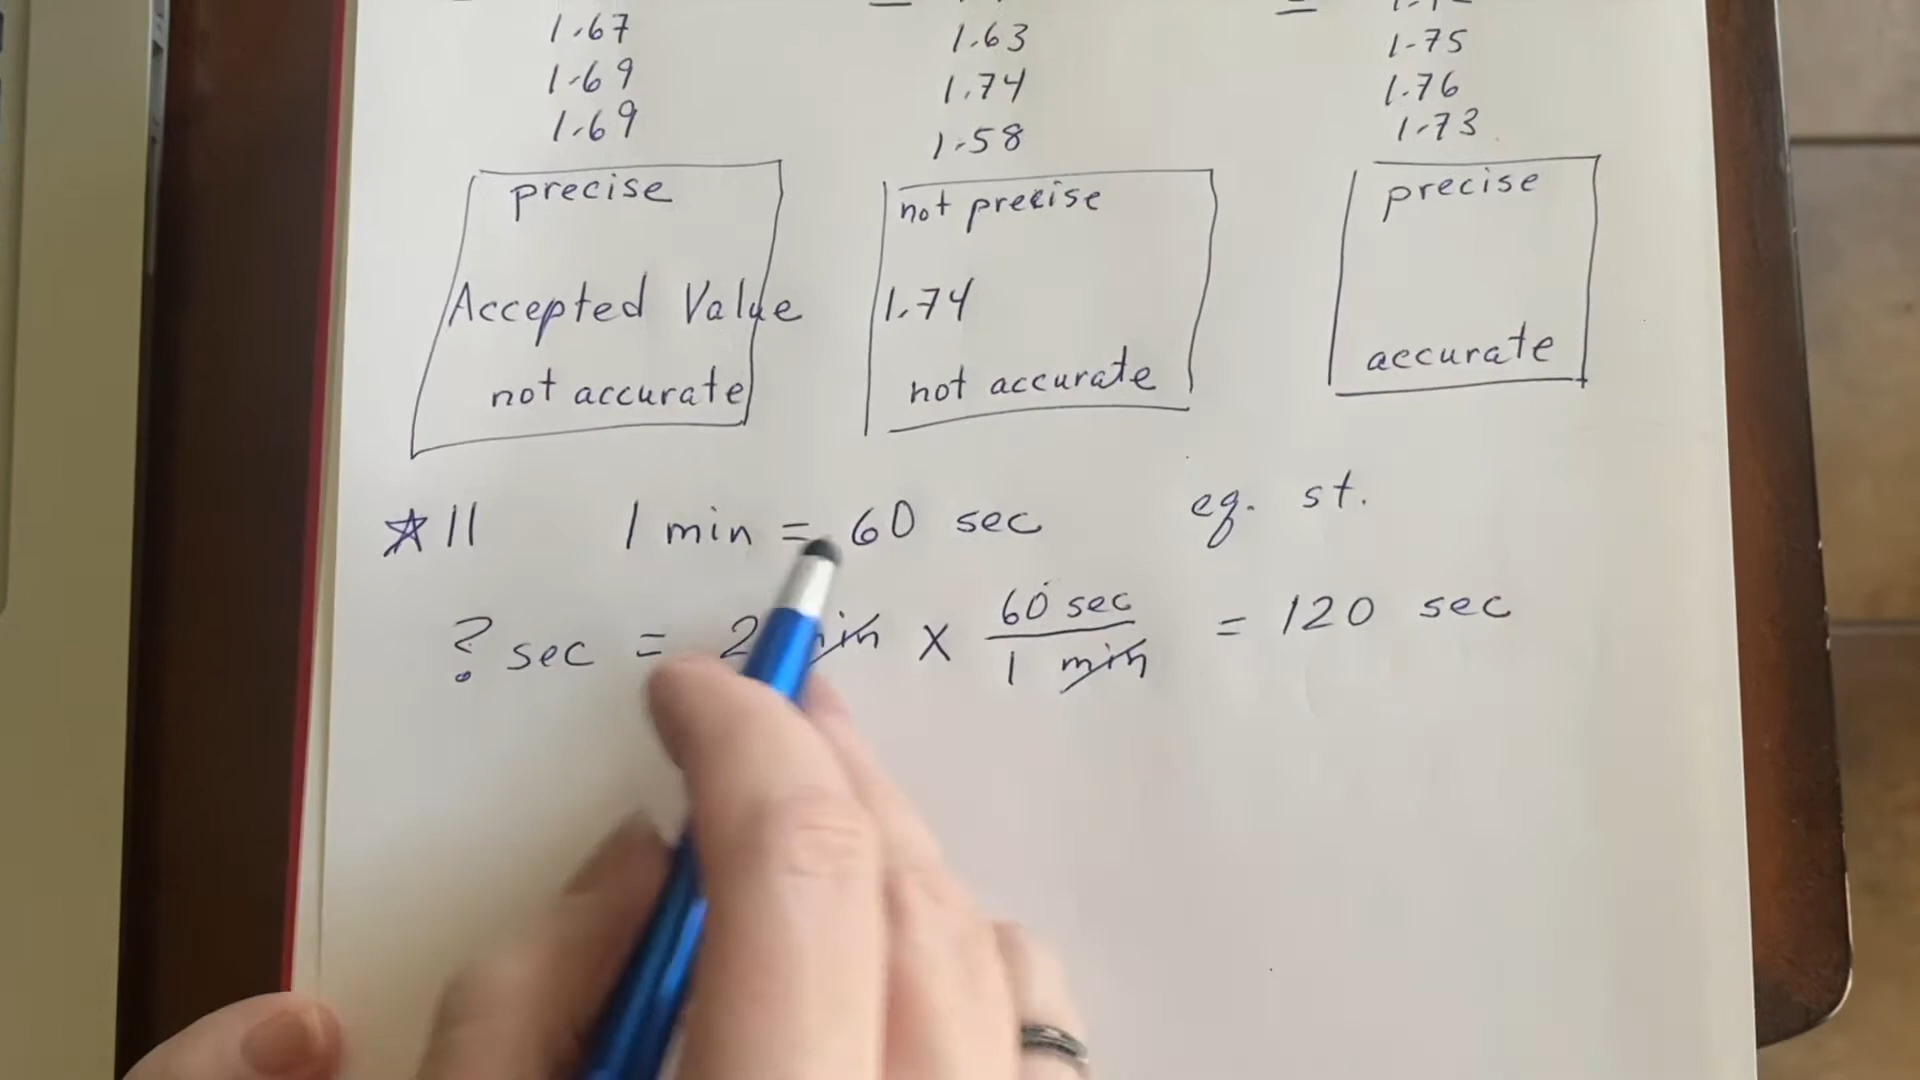 1.67 1.63 1.75
1.69 1.74 1.76
1.69 1.58 1.73
precise not precise precise
Accepted Value 1.74
not accurate not accurate accurate
☆11 1 min = 60 sec eq. st.
? sec = 2 min x 60 sec / 1 min = 120 sec